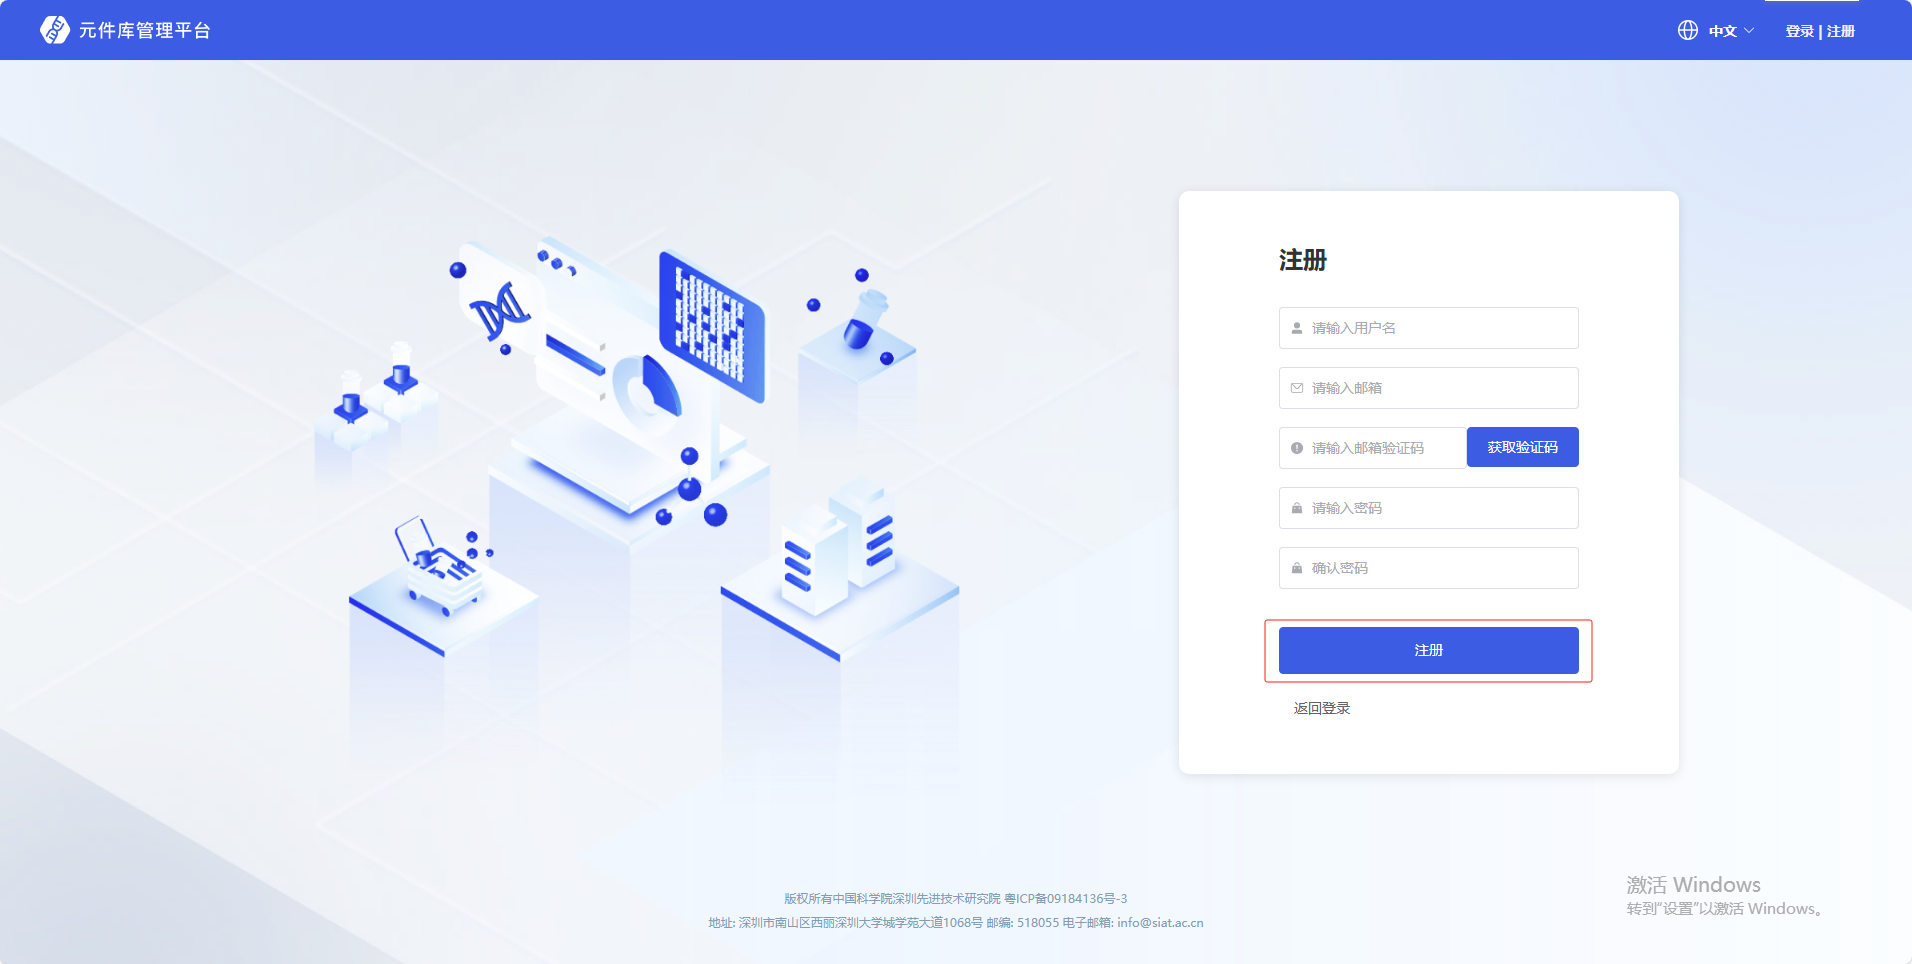 元件库管理平台
中文
登录 | 注册
注册
请输入用户名
请输入邮箱
请输入邮箱验证码
获取验证码
请输入密码
确认密码
注册
返回登录
版权所有中国科学院深圳先进技术研究院 粤ICP备09184136号-3
地址: 深圳市南山区西丽深圳大学城学苑大道1068号 邮编: 518055 电子邮箱: info@siat.ac.cn
激活 Windows
转到"设置"以激活 Windows。